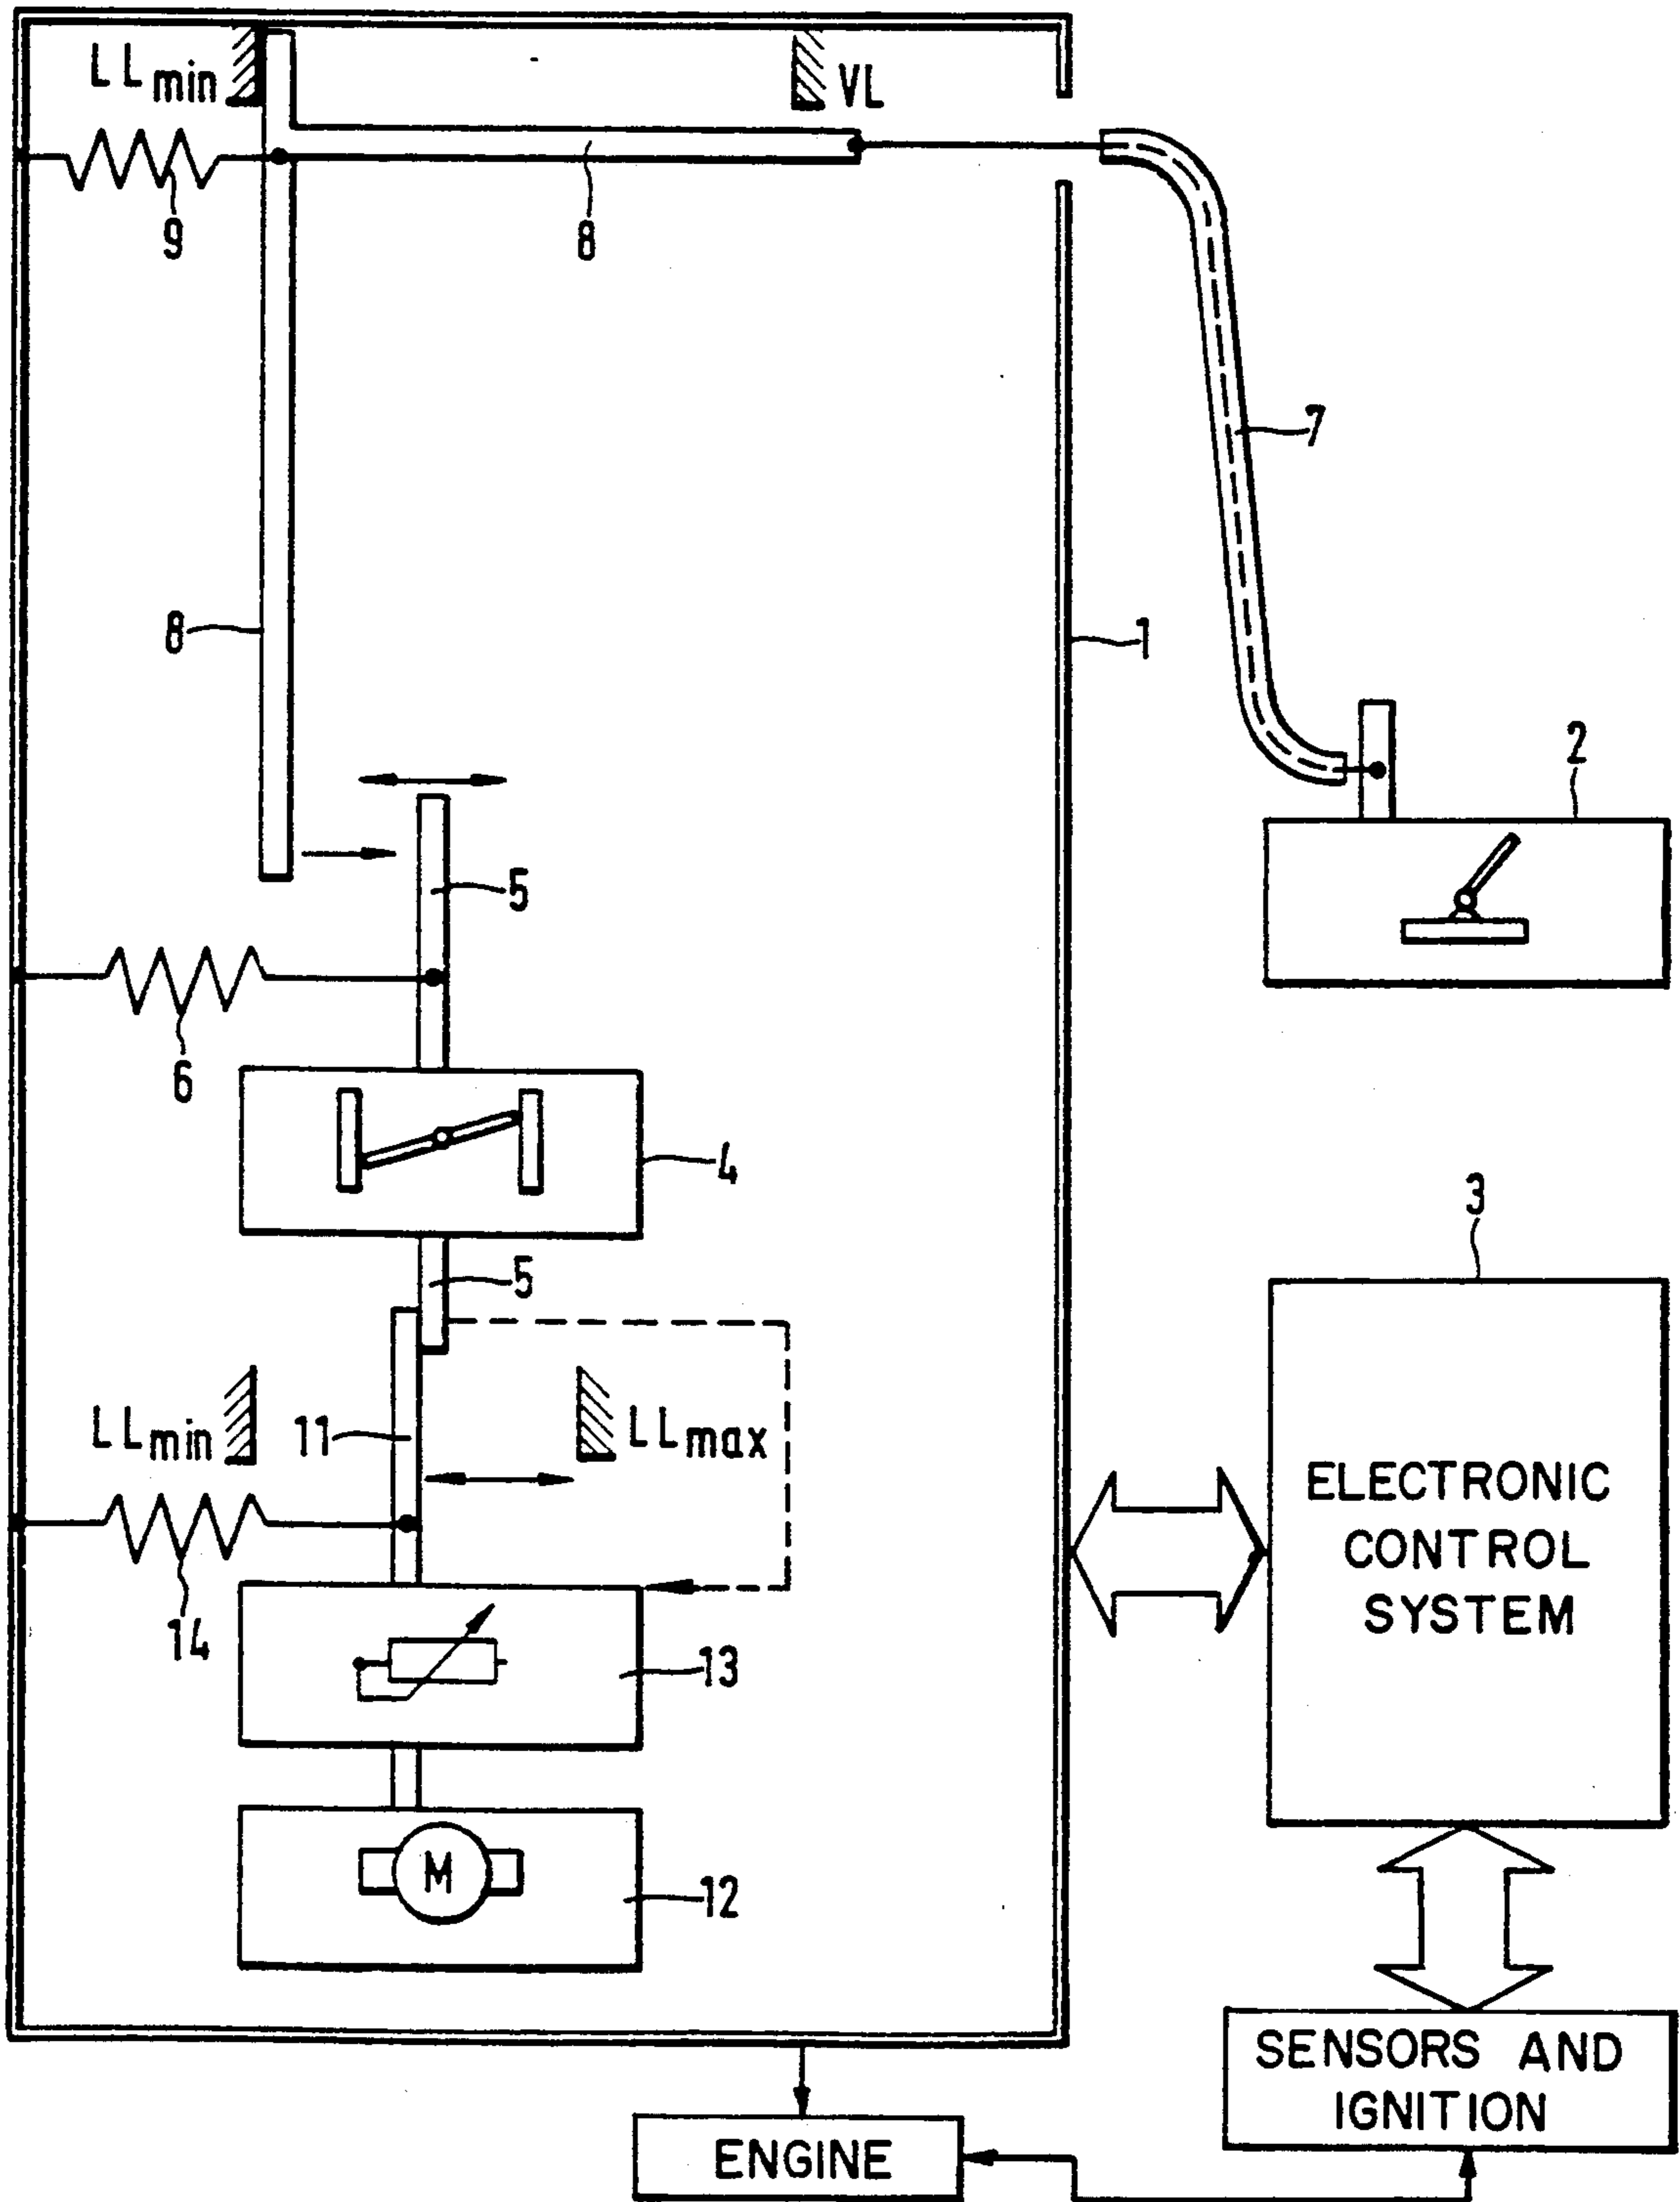 LLmin
VL
9
8
7
8
1
2
5
6
4
3
5
LLmin
11
LLmax
ELECTRONIC
CONTROL
SYSTEM
14
13
M
12
SENSORS AND
IGNITION
ENGINE